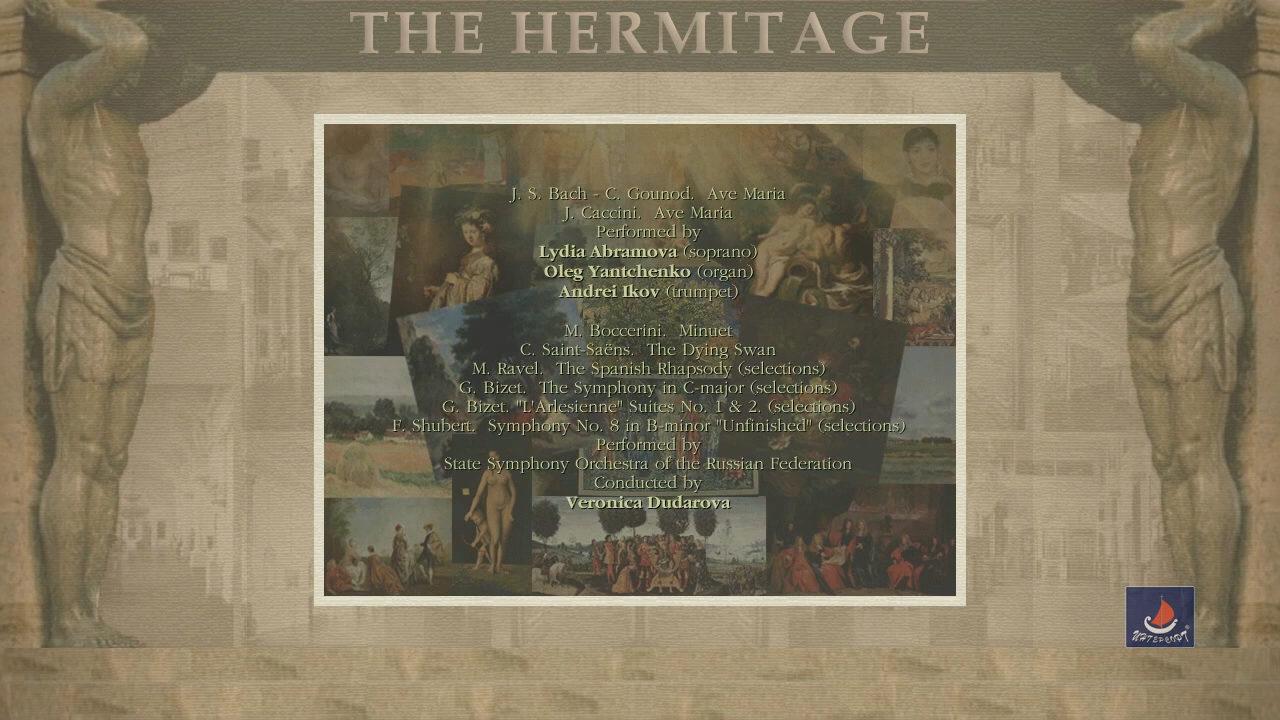 THE HERMITAGE
J. S. Bach - C. Gounod. Ave Maria
J. Caccini. Ave Maria
Performed by
Lydia Abramova (soprano)
Oleg Yantchenko (organ)
Andrei Ikov (trumpet)
M. Boccerini. Minuet
C. Saint-Saëns. The Dying Swan
M. Ravel. The Spanish Rhapsody (selections)
G. Bizet. The Symphony in C-major (selections)
G. Bizet. "L'Arlesienne" Suites No. 1 & 2. (selections)
F. Shubert. Symphony No. 8 in B-minor "Unfinished" (selections)
Performed by
State Symphony Orchestra of the Russian Federation
Conducted by
Veronica Dudarova